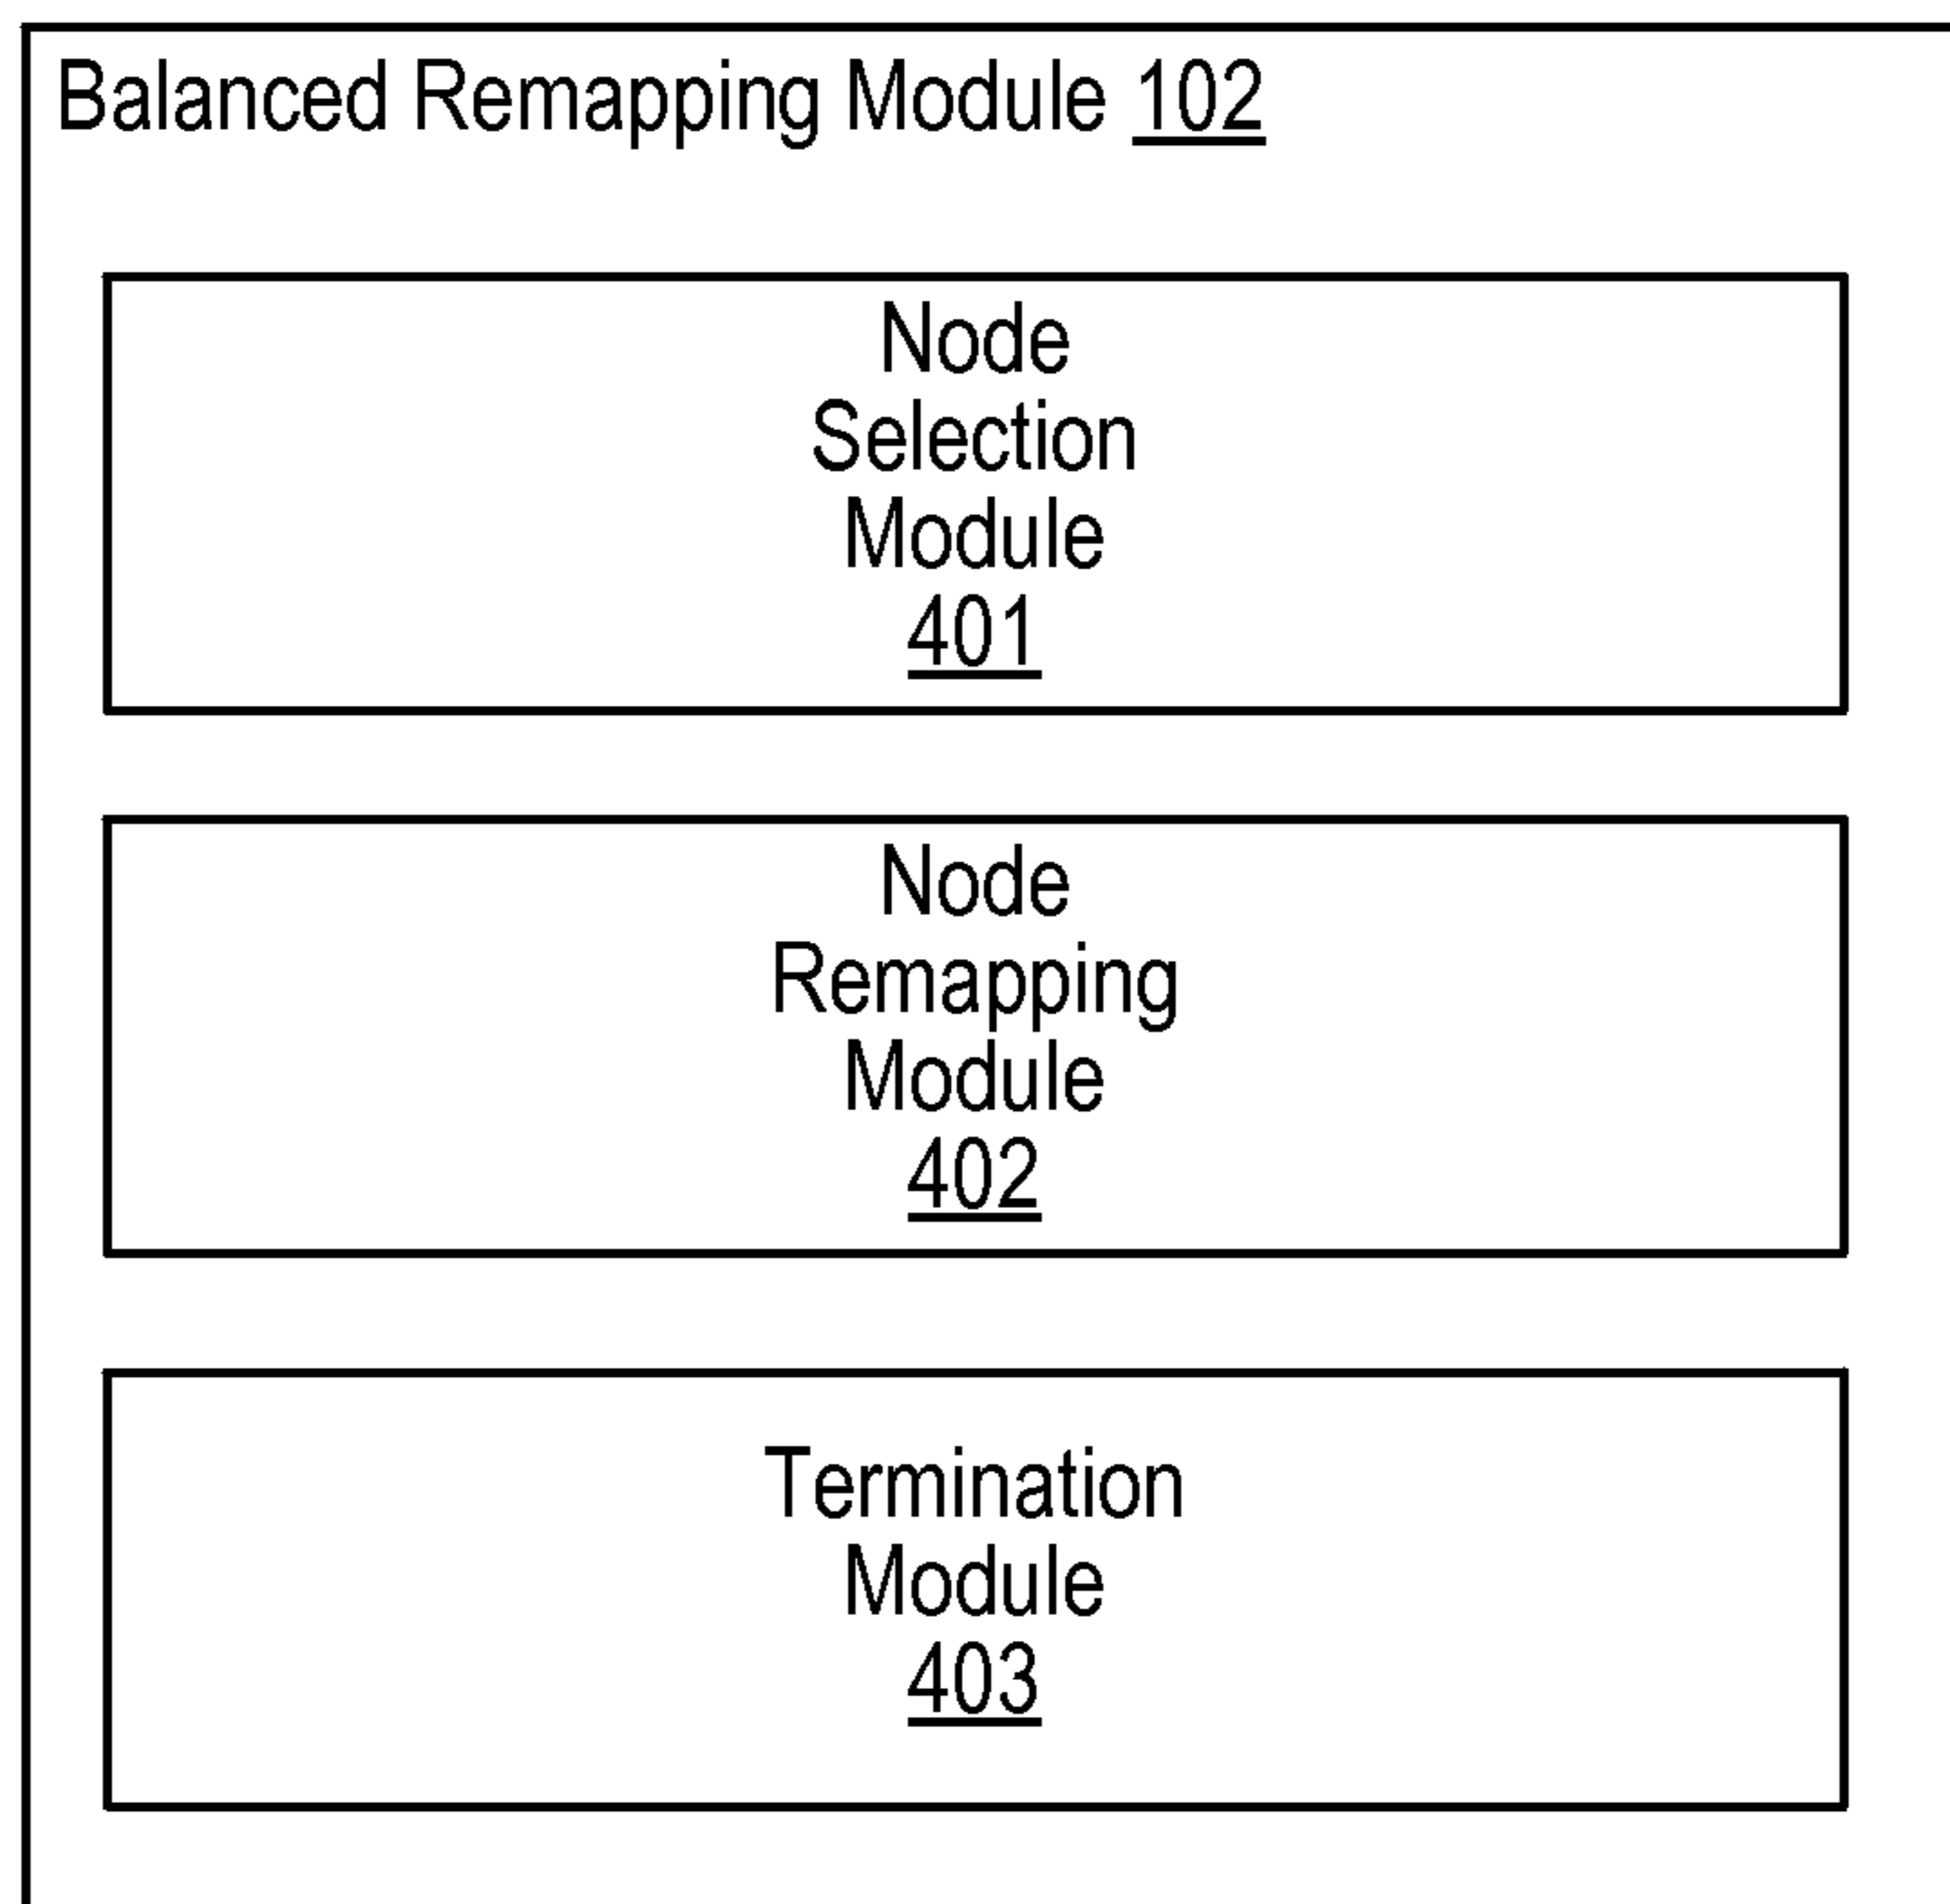 Balanced Remapping Module 102
Node
Selection
Module
401
Node
Remapping
Module
402
Termination
Module
403